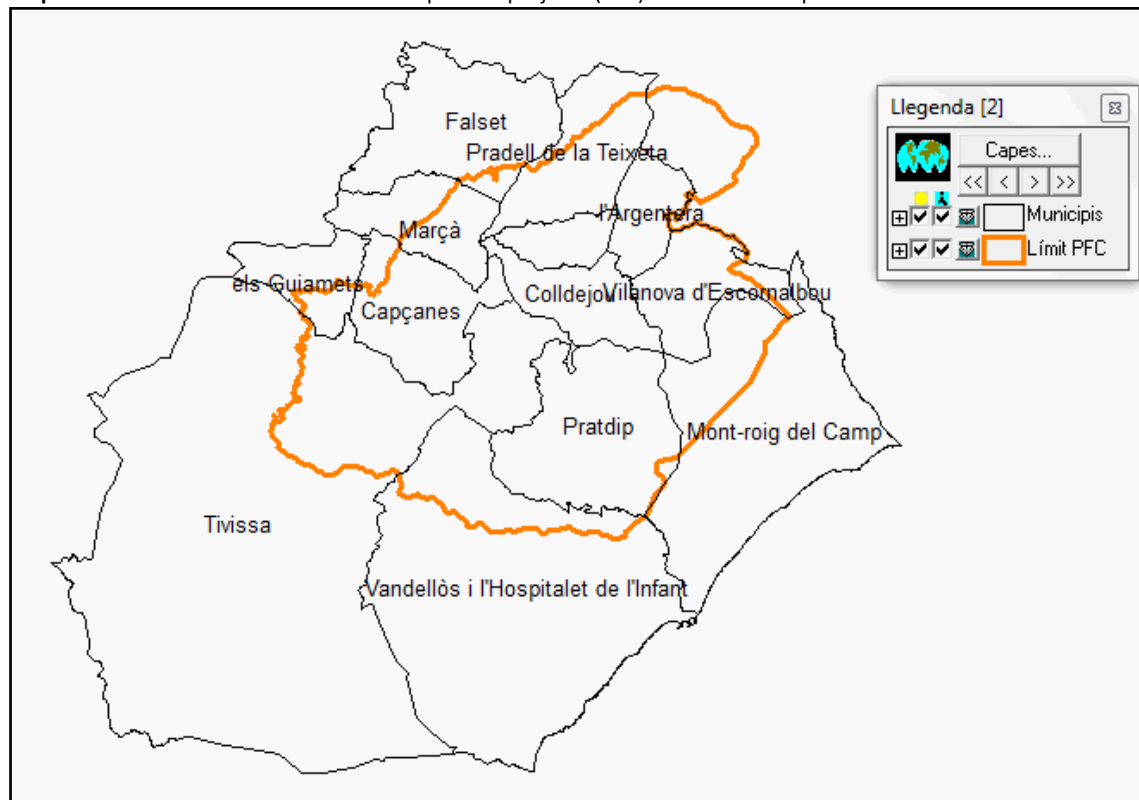 Falset
Pradell de la Teixeta
l'Argentera
Marçà
els Guiamets
Capçanes
Colldejou
Vilanova d'Escornalbou
Pratdip
Mont-roig del Camp
Tivissa
Vandellòs i l'Hospitalet de l'Infant
Llegenda [2]
Capes...
<< < > >>
Municipis
Límit PFC